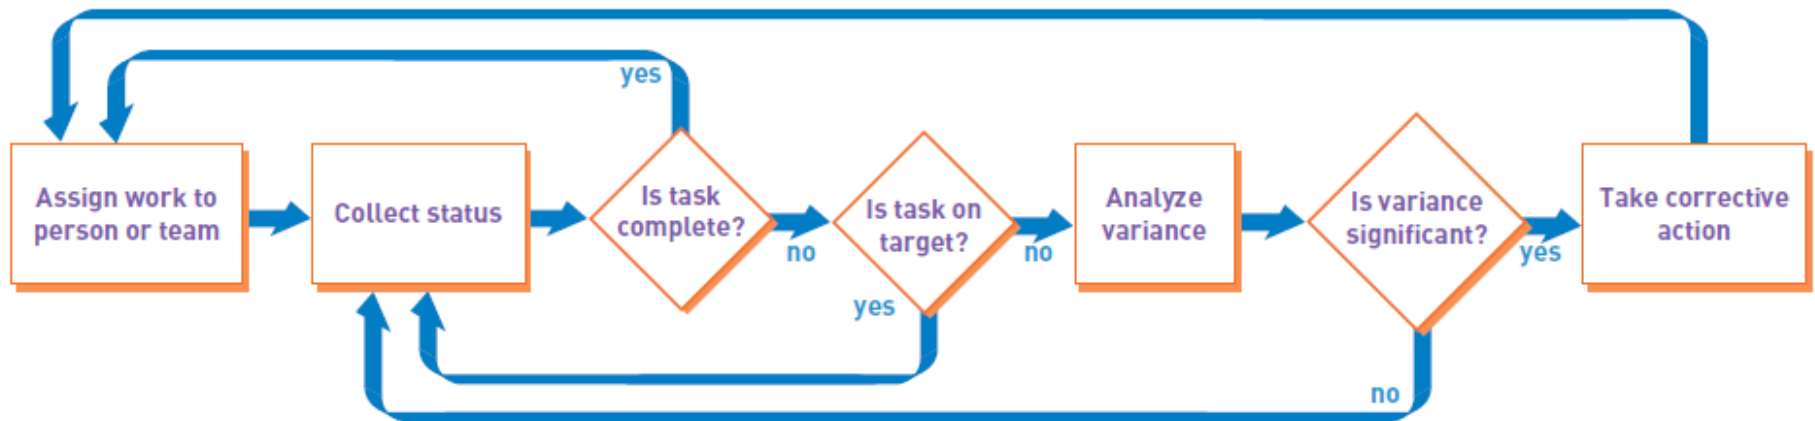 yes
Assign work to
person or team
Collect status
Is task
complete?
no
Is task on
target?
yes
no
Analyze
variance
Is variance
significant?
yes
no
Take corrective
action